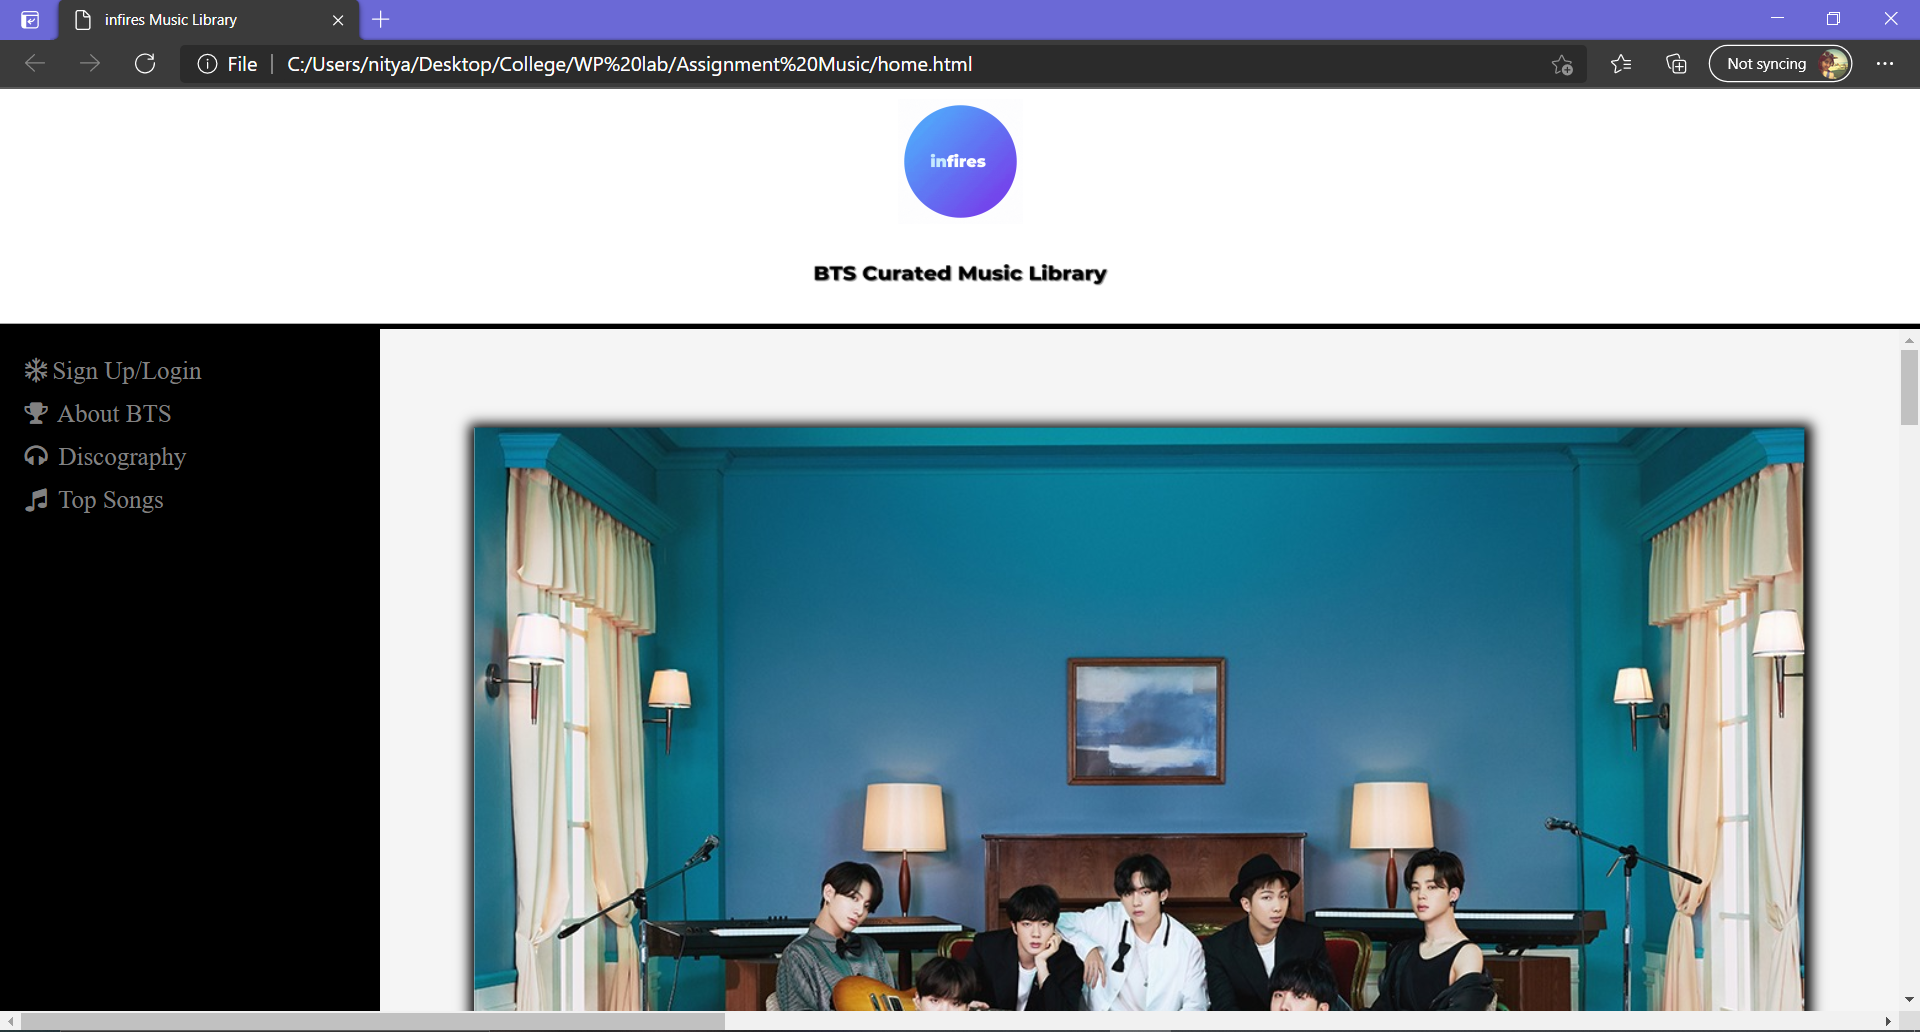 infires Music Library
File
C:/Users/nitya/Desktop/College/WP%20lab/Assignment%20Music/home.html
Not syncing
infires
BTS Curated Music Library
Sign Up/Login
About BTS
Discography
Top Songs